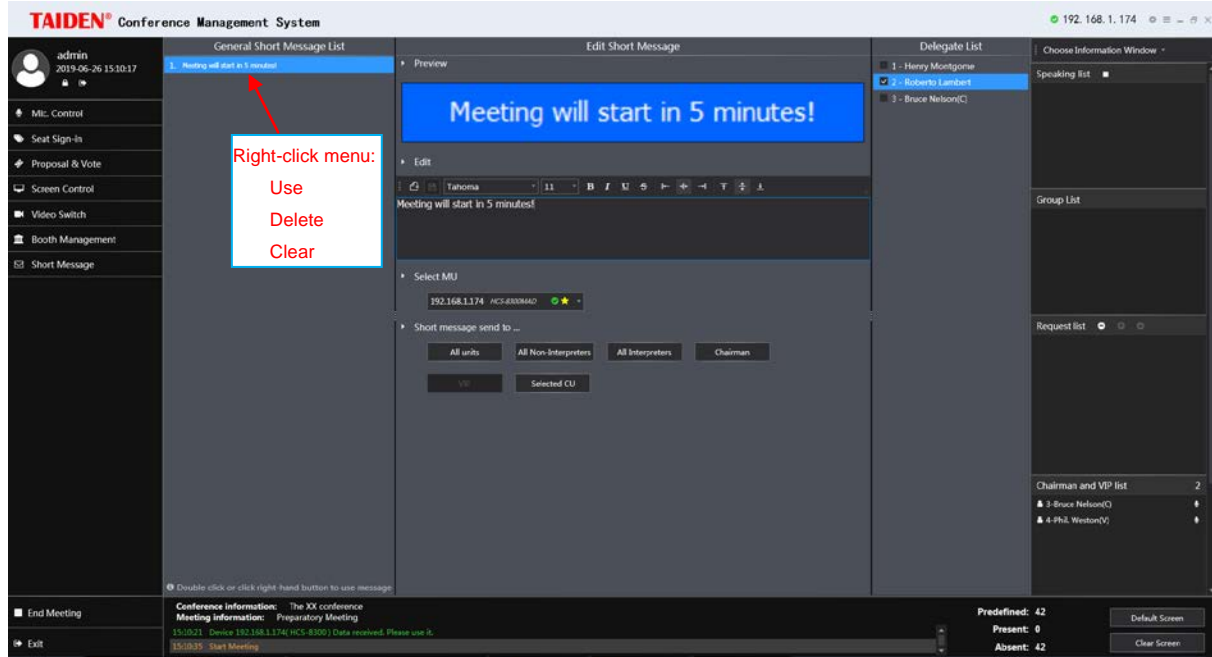 TAIDEN® Conference Management System
192. 168. 1. 174
admin
2019-06-26 15:10:17
Mic. Control
Seat Sign-in
Proposal & Vote
Screen Control
Video Switch
Booth Management
Short Message
End Meeting
Exit
General Short Message List
1. Meeting will start in 5 minutes!
Right-click menu:
Use
Delete
Clear
Double click or click right-hand button to use message
Edit Short Message
Preview
Meeting will start in 5 minutes!
Edit
Tahoma 11 B I U S
Meeting will start in 5 minutes!
Select MU
192.168.1.174 HCS-8300MAD
Short message send to ...
All units All Non-Interpreters All Interpreters Chairman
VIP Selected CU
Delegate List
1 - Henry Montgome
2 - Roberto Lambert
3 - Bruce Nelson(C)
Choose Information Window
Speaking list
Group List
Request list
Chairman and VIP list 2
3-Bruce Nelson(C)
4-Phil. Weston(V)
Conference information: The XX conference
Meeting information: Preparatory Meeting
15:10:21 Device 192.168.1.174( HCS-8300 ) Data received. Please use it.
15:10:35 Start Meeting
Predefined: 42
Present: 0
Absent: 42
Default Screen
Clear Screen